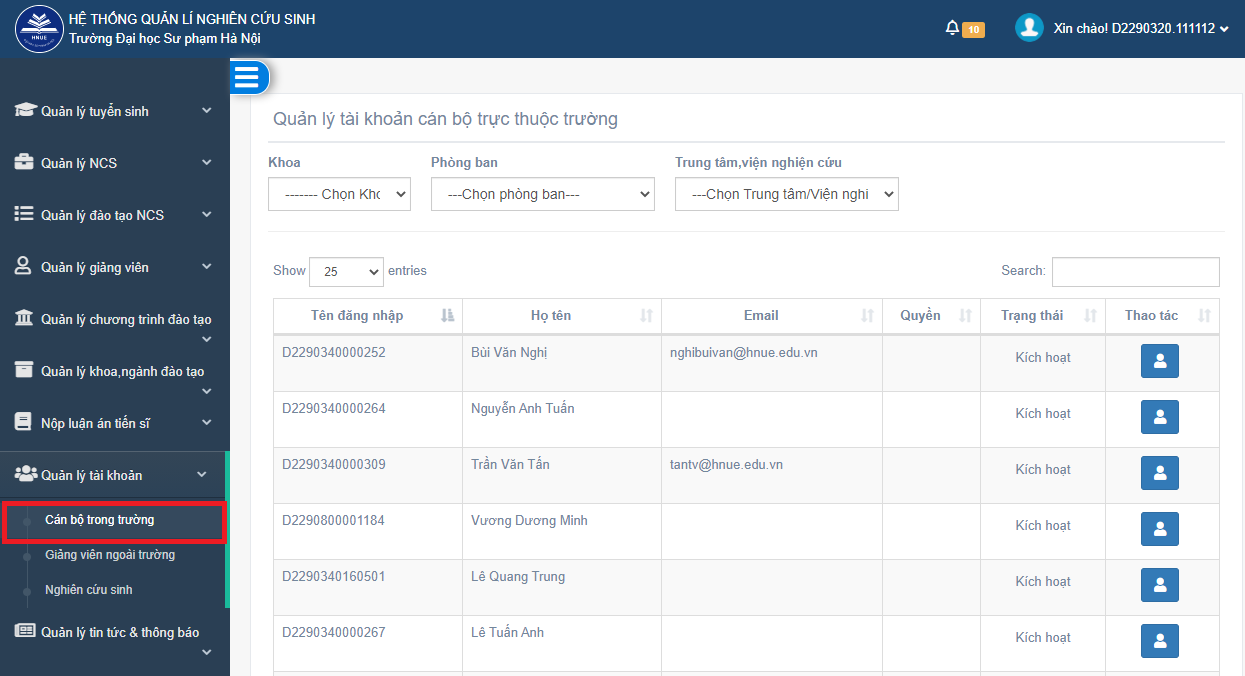 HỆ THỐNG QUẢN LÍ NGHIÊN CỨU SINH
Trường Đại học Sư phạm Hà Nội
HNUE
10
Xin chào! D2290320.111112
Quản lý tuyển sinh
Quản lý NCS
Quản lý đào tạo NCS
Quản lý giảng viên
Quản lý chương trình đào tạo
Quản lý khoa,ngành đào tạo
Nộp luận án tiến sĩ
Quản lý tài khoản
Cán bộ trong trường
Giảng viên ngoài trường
Nghiên cứu sinh
Quản lý tin tức & thông báo
Quản lý tài khoản cán bộ trực thuộc trường
Khoa Phòng ban Trung tâm,viện nghiện cứu
------- Chọn Kho ---Chọn phòng ban--- ---Chọn Trung tâm/Viện nghi
Show 25 entries Search:
Tên đăng nhập Họ tên Email Quyền Trạng thái Thao tác
D2290340000252 Bùi Văn Nghị nghibuivan@hnue.edu.vn Kích hoạt
D2290340000264 Nguyễn Anh Tuấn Kích hoạt
D2290340000309 Trần Văn Tấn tantv@hnue.edu.vn Kích hoạt
D2290800001184 Vương Dương Minh Kích hoạt
D2290340160501 Lê Quang Trung Kích hoạt
D2290340000267 Lê Tuấn Anh Kích hoạt